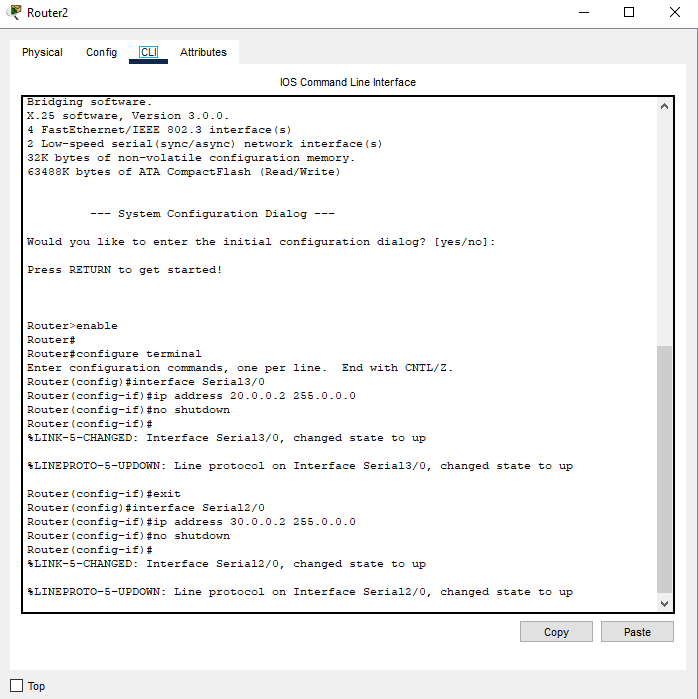 Router2
Physical Config CLI Attributes
IOS Command Line Interface
Bridging software.
X.25 software, Version 3.0.0.
4 FastEthernet/IEEE 802.3 interface(s)
2 Low-speed serial(sync/async) network interface(s)
32K bytes of non-volatile configuration memory.
63488K bytes of ATA CompactFlash (Read/Write)
--- System Configuration Dialog ---
Would you like to enter the initial configuration dialog? [yes/no]:
Press RETURN to get started!
Router>enable
Router#
Router#configure terminal
Enter configuration commands, one per line.  End with CNTL/Z.
Router(config)#interface Serial3/0
Router(config-if)#ip address 20.0.0.2 255.0.0.0
Router(config-if)#no shutdown
Router(config-if)#
%LINK-5-CHANGED: Interface Serial3/0, changed state to up
%LINEPROTO-5-UPDOWN: Line protocol on Interface Serial3/0, changed state to up
Router(config-if)#exit
Router(config)#interface Serial2/0
Router(config-if)#ip address 30.0.0.2 255.0.0.0
Router(config-if)#no shutdown
Router(config-if)#
%LINK-5-CHANGED: Interface Serial2/0, changed state to up
%LINEPROTO-5-UPDOWN: Line protocol on Interface Serial2/0, changed state to up
Copy Paste
Top